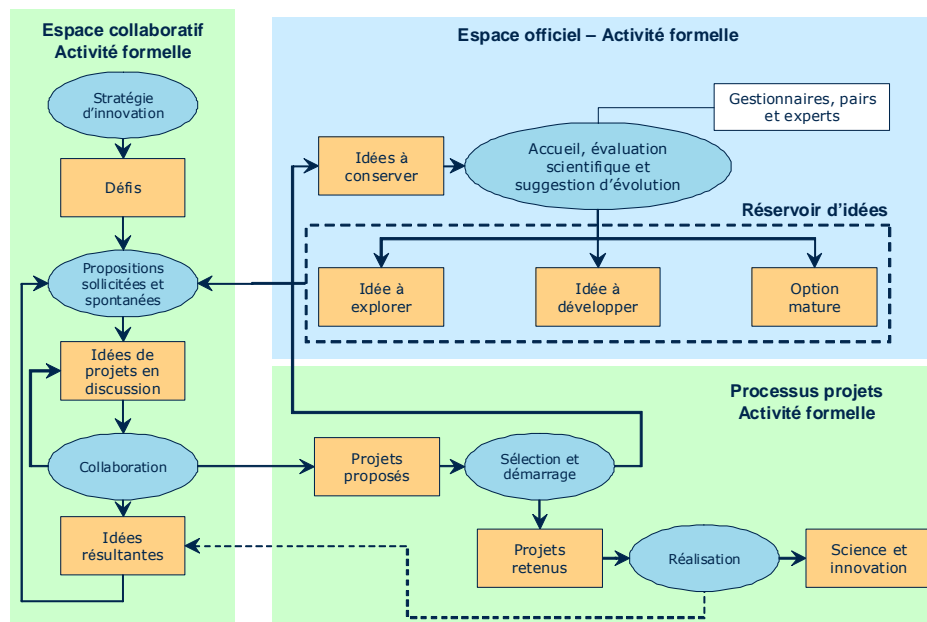 Espace collaboratif
Activité formelle
Stratégie
d'innovation
Défis
Propositions
sollicitées et
spontanées
Idées de
projets en
discussion
Collaboration
Idées
résultantes
Espace officiel – Activité formelle
Gestionnaires, pairs
et experts
Idées à
conserver
Accueil, évaluation
scientifique et
suggestion d'évolution
Réservoir d'idées
Idée à
explorer
Idée à
développer
Option
mature
Processus projets
Activité formelle
Projets
proposés
Sélection et
démarrage
Projets
retenus
Réalisation
Science et
innovation